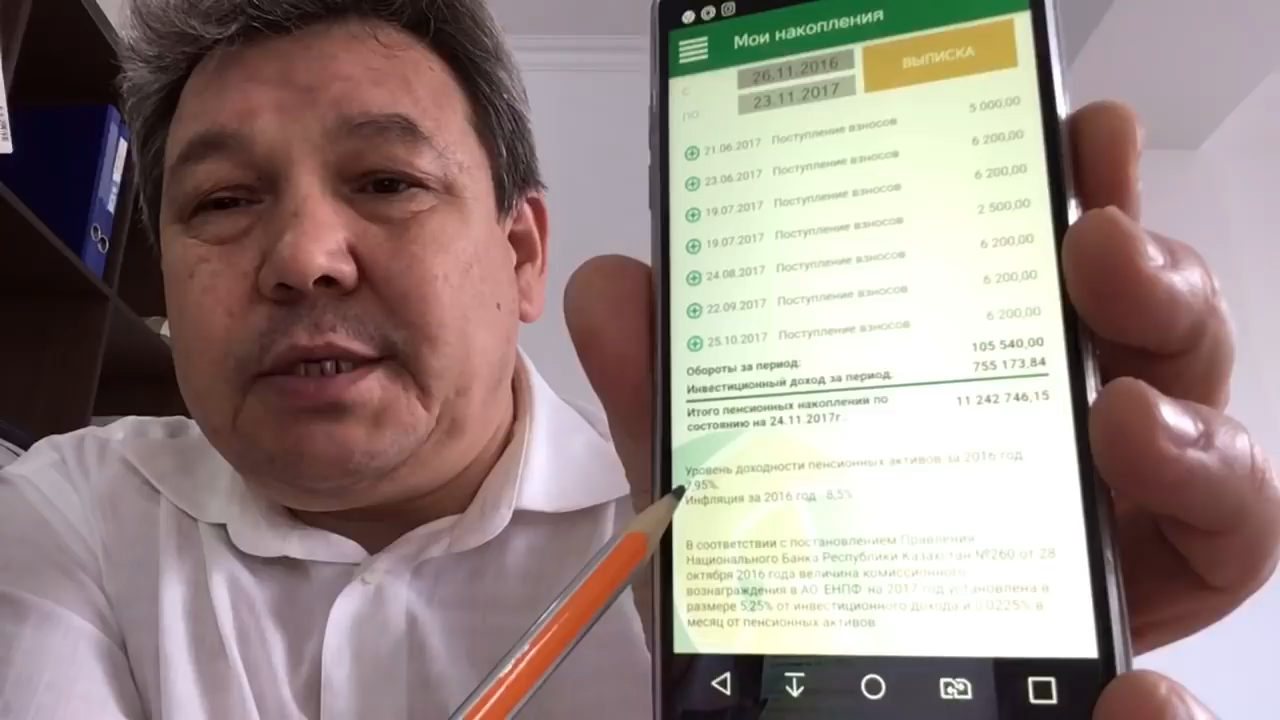 Мои накопления
С 26.11.2016
ПО 23.11.2017
ВЫПИСКА
21.06.2017 Поступление взносов 5 000,00
23.06.2017 Поступление взносов 6 200,00
19.07.2017 Поступление взносов 6 200,00
19.07.2017 Поступление взносов 2 500,00
24.08.2017 Поступление взносов 6 200,00
22.09.2017 Поступление взносов 6 200,00
25.10.2017 Поступление взносов 6 200,00
Обороты за период: 105 540,00
Инвестиционный доход за период: 755 173,84
Итого пенсионных накоплений по
состоянию на 24.11.2017г. 11 242 746,15
Уровень доходности пенсионных активов за 2016 год
7,95%.
Инфляция за 2016 год - 8,5%
В соответствии с постановлением Правления
Национального Банка Республики Казахстан №260 от 28
октября 2016 года величина комиссионного
вознаграждения в АО ЕНПФ на 2017 год установлена в
размере 5,25% от инвестиционного дохода и 0,0225% в
месяц от пенсионных активов